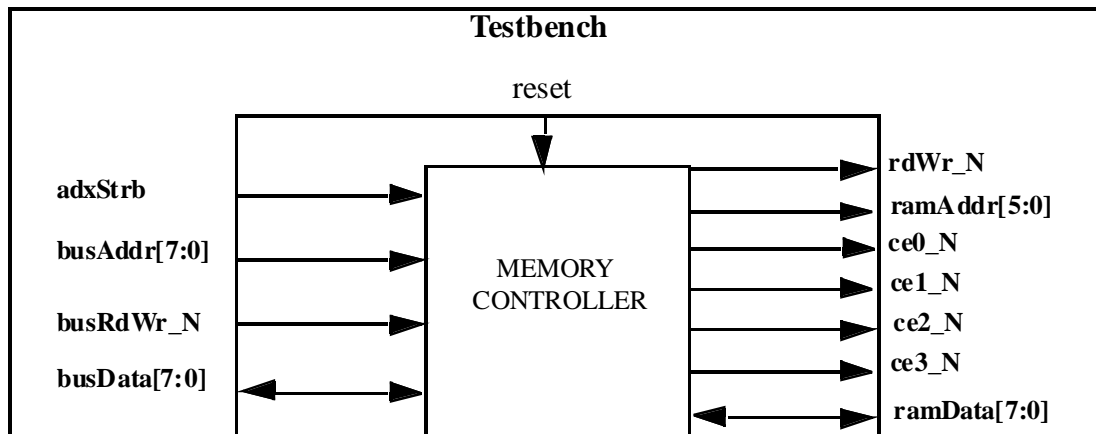 Testbench
reset
adxStrb
busAddr[7:0]
busRdWr_N
busData[7:0]
MEMORY
CONTROLLER
rdWr_N
ramAddr[5:0]
ce0_N
ce1_N
ce2_N
ce3_N
ramData[7:0]